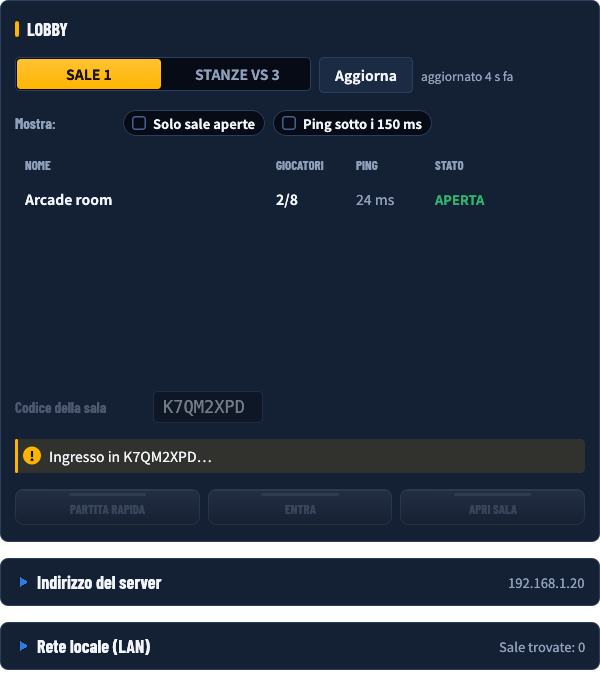 LOBBY
SALE 1 STANZE VS 3 Aggiorna aggiornato 4 s fa
Mostra: Solo sale aperte Ping sotto i 150 ms
NOME GIOCATORI PING STATO
Arcade room 2/8 24 ms APERTA
Codice della sala K7QM2XPD
Ingresso in K7QM2XPD…
PARTITA RAPIDA ENTRA APRI SALA
Indirizzo del server 192.168.1.20
Rete locale (LAN) Sale trovate: 0